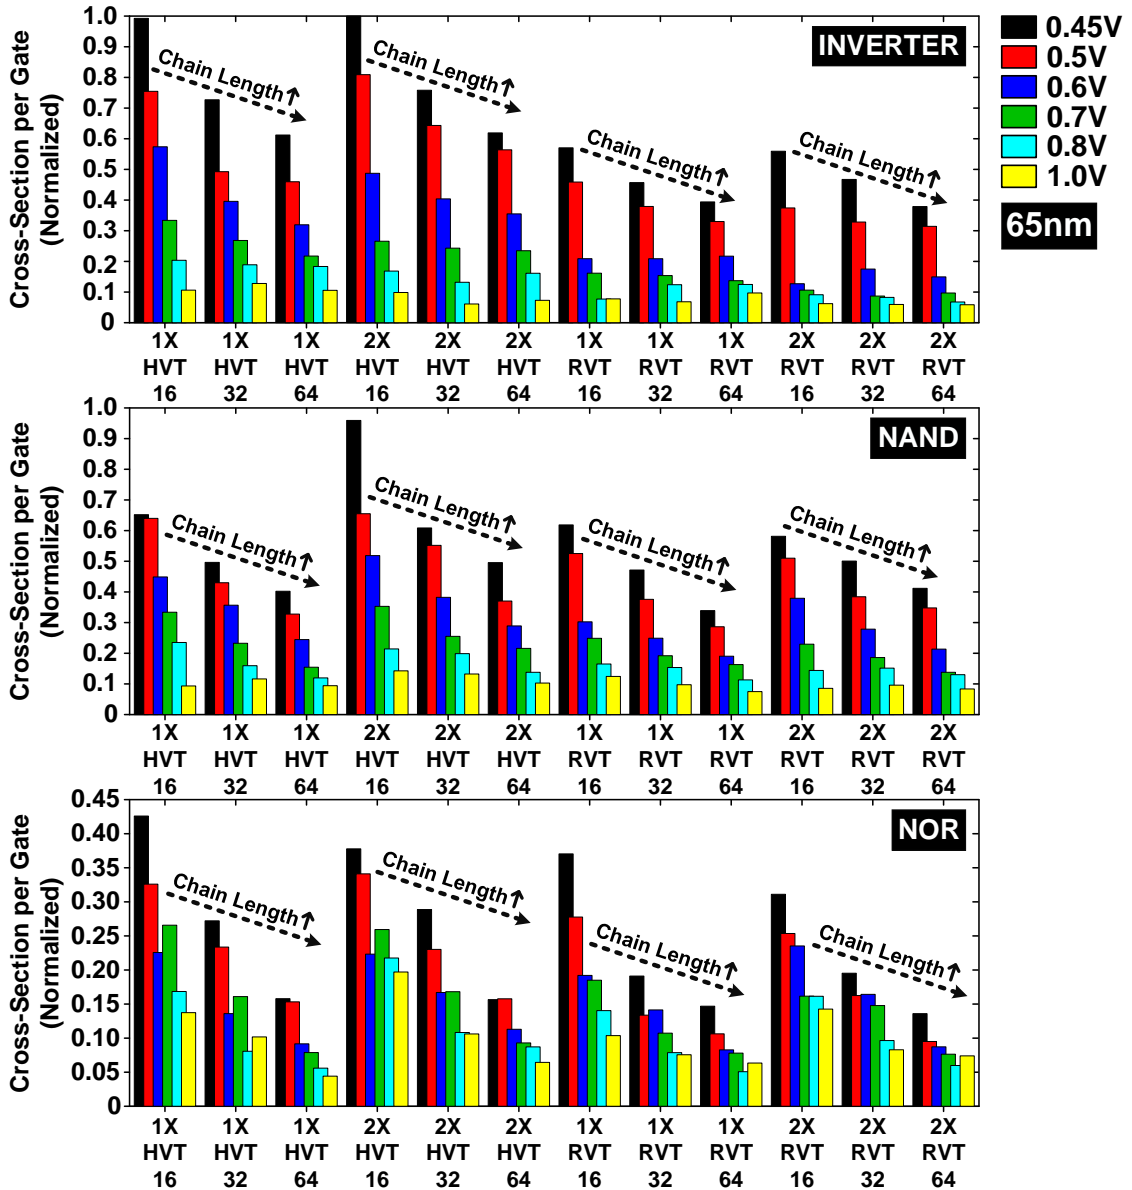 Cross-Section per Gate
(Normalized)
1.0
0.9
0.8
0.7
0.6
0.5
0.4
0.3
0.2
0.1
0
INVERTER
Chain Length↑
Chain Length↑
Chain Length↑
Chain Length↑
1X 1X 1X 2X 2X 2X 1X 1X 1X 2X 2X 2X
HVT HVT HVT HVT HVT HVT RVT RVT RVT RVT RVT RVT
16 32 64 16 32 64 16 32 64 16 32 64
0.45V
0.5V
0.6V
0.7V
0.8V
1.0V
65nm
Cross-Section per Gate
(Normalized)
1.0
0.9
0.8
0.7
0.6
0.5
0.4
0.3
0.2
0.1
0
NAND
Chain Length↑
Chain Length↑
Chain Length↑
Chain Length↑
1X 1X 1X 2X 2X 2X 1X 1X 1X 2X 2X 2X
HVT HVT HVT HVT HVT HVT RVT RVT RVT RVT RVT RVT
16 32 64 16 32 64 16 32 64 16 32 64
Cross-Section per Gate
(Normalized)
0.45
0.40
0.35
0.30
0.25
0.20
0.15
0.10
0.05
0
NOR
Chain Length↑
Chain Length↑
Chain Length↑
Chain Length↑
1X 1X 1X 2X 2X 2X 1X 1X 1X 2X 2X 2X
HVT HVT HVT HVT HVT HVT RVT RVT RVT RVT RVT RVT
16 32 64 16 32 64 16 32 64 16 32 64